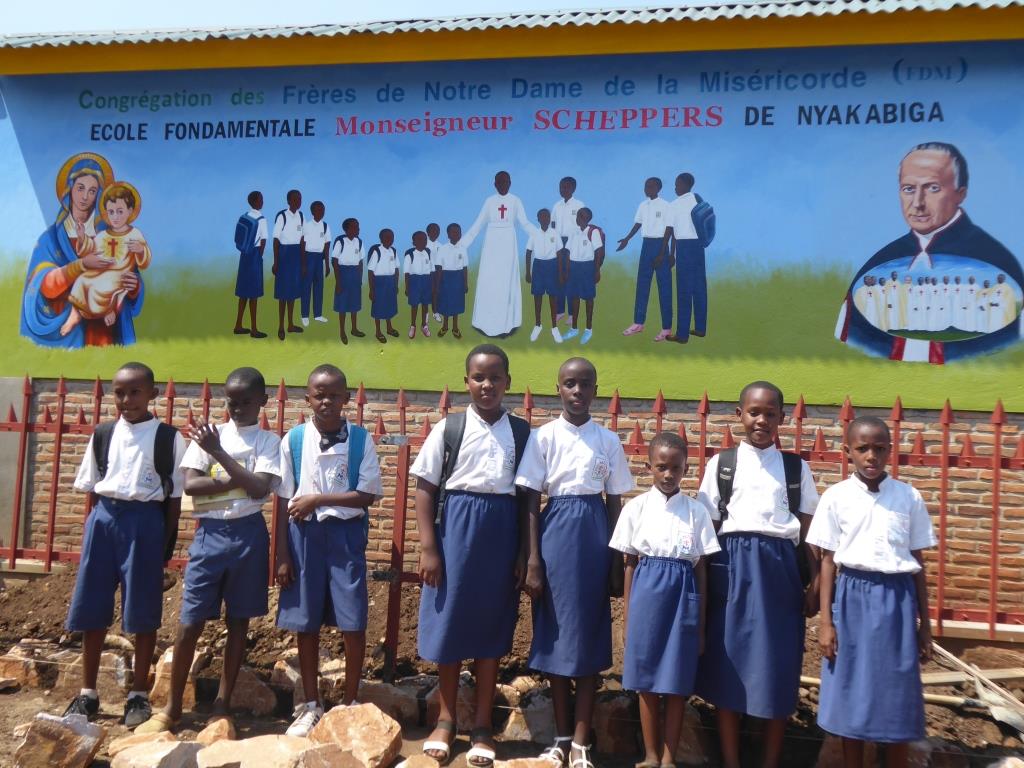 Congrégation des Frères de Notre Dame de la Miséricorde (FDM)
ECOLE FONDAMENTALE Monseigneur SCHEPPERS DE NYAKABIGA